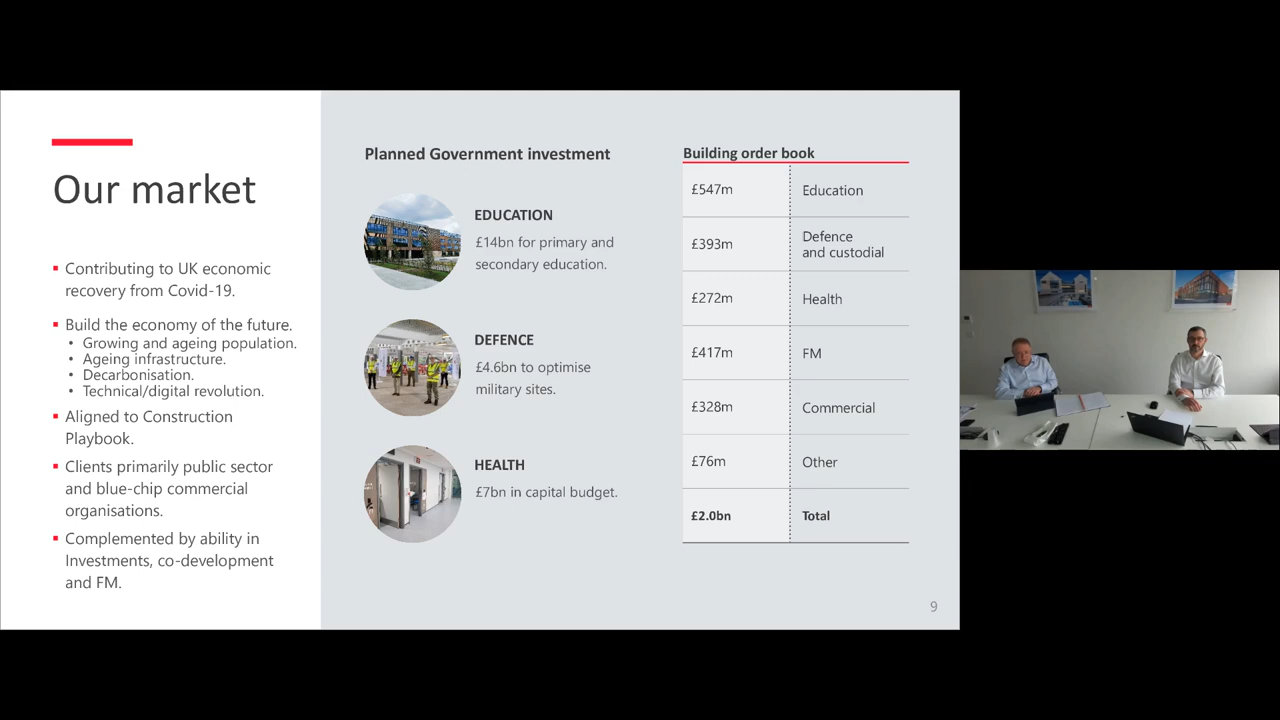 Our market
Contributing to UK economic
recovery from Covid-19.
Build the economy of the future.
Growing and ageing population.
Ageing infrastructure.
Decarbonisation.
Technical/digital revolution.
Aligned to Construction
Playbook.
Clients primarily public sector
and blue-chip commercial
organisations.
Complemented by ability in
Investments, co-development
and FM.
Planned Government investment
EDUCATION
£14bn for primary and
secondary education.
DEFENCE
£4.6bn to optimise
military sites.
HEALTH
£7bn in capital budget.
Building order book
£547m Education
£393m Defence
and custodial
£272m Health
£417m FM
£328m Commercial
£76m Other
£2.0bn Total
9